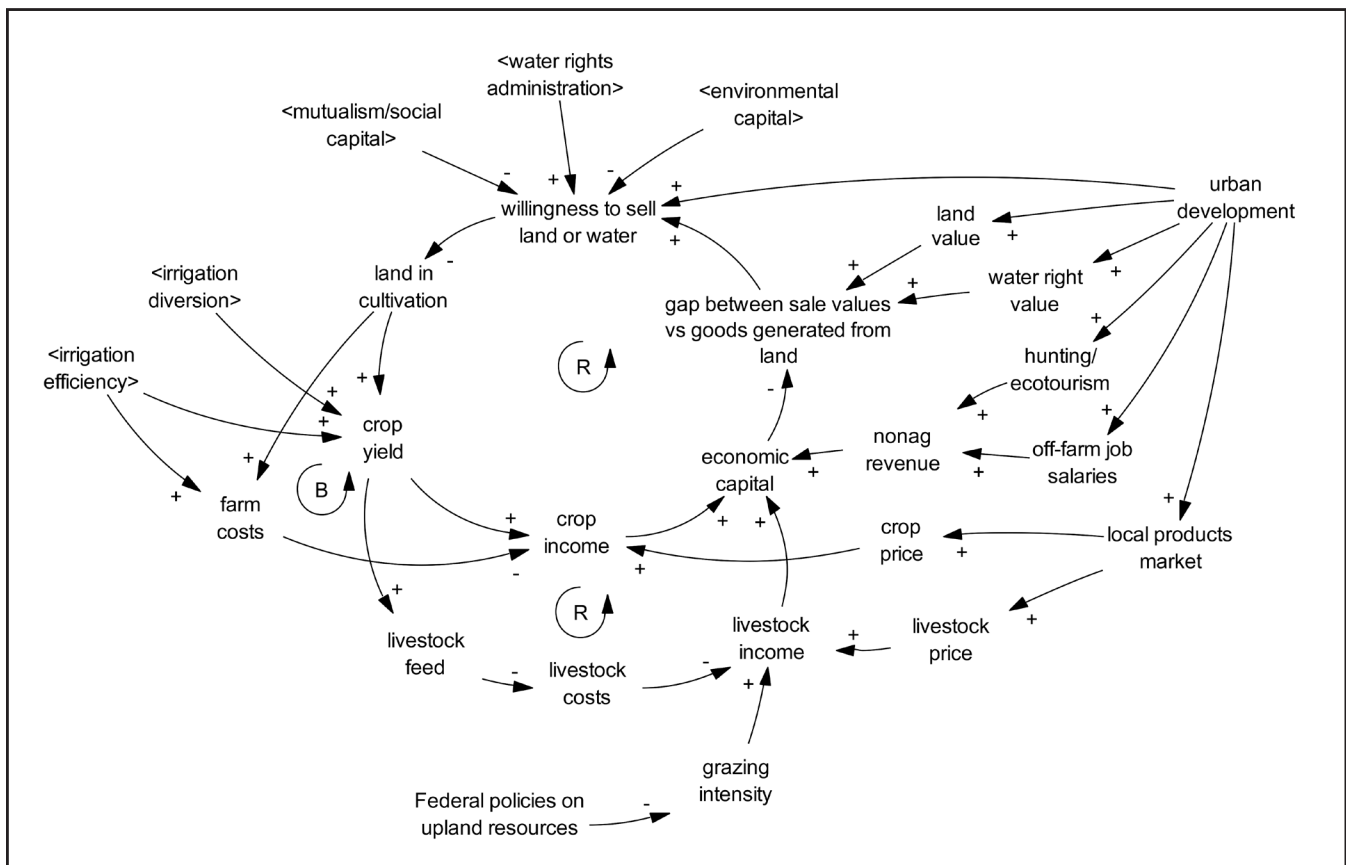 <water rights
administration>
<environmental
capital>
<mutualism/social
capital>
-
+
-
+
willingness to sell
land or water
+
urban
development
land
value
+
-
land in
cultivation
<irrigation
diversion>
+
water right
value
+
+
gap between sale values
vs goods generated from
land
+
hunting/
ecotourism
<irrigation
efficiency>
R
-
+
+
+
+
+
crop
yield
+
nonag
revenue
off-farm job
salaries
+
economic
capital
+
+
B
+
farm
costs
+
+
+
+
crop
income
crop
price
+
local products
market
-
+
+
R
livestock
feed
livestock
income
+
livestock
price
+
-
livestock
costs
-
+
grazing
intensity
Federal policies on
upland resources
-